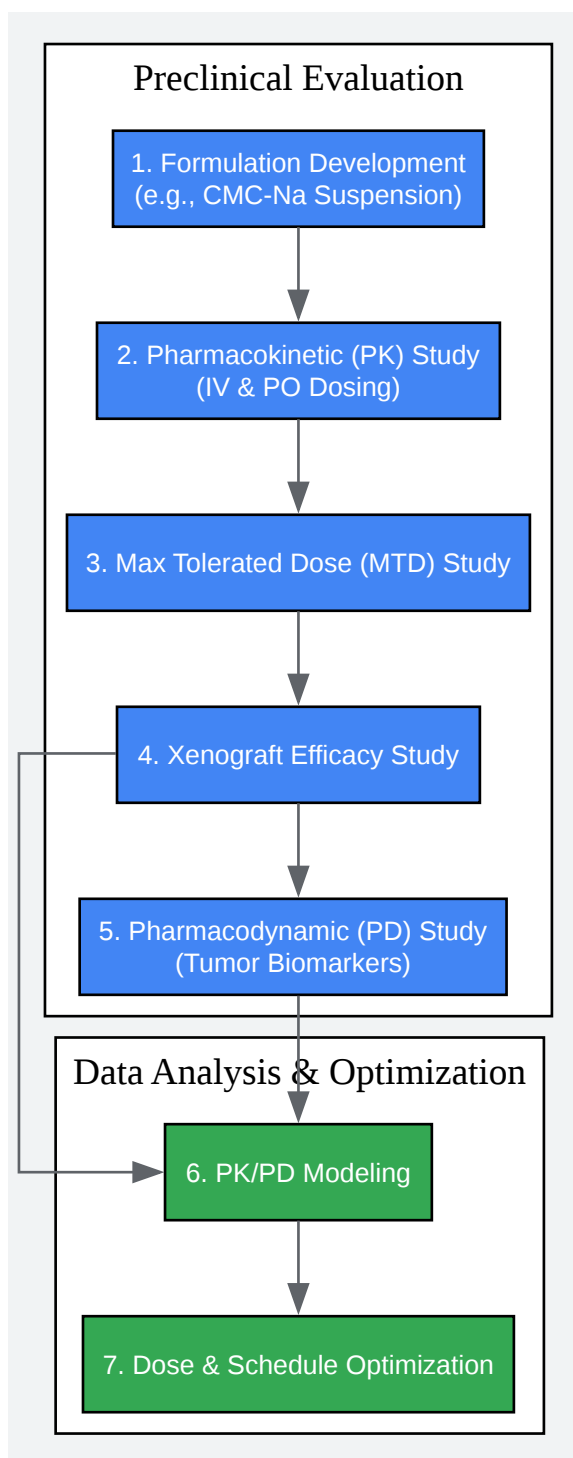 Preclinical Evaluation
1. Formulation Development
(e.g., CMC-Na Suspension)
2. Pharmacokinetic (PK) Study
(IV & PO Dosing)
3. Max Tolerated Dose (MTD) Study
4. Xenograft Efficacy Study
5. Pharmacodynamic (PD) Study
(Tumor Biomarkers)
Data Analysis & Optimization
6. PK/PD Modeling
7. Dose & Schedule Optimization